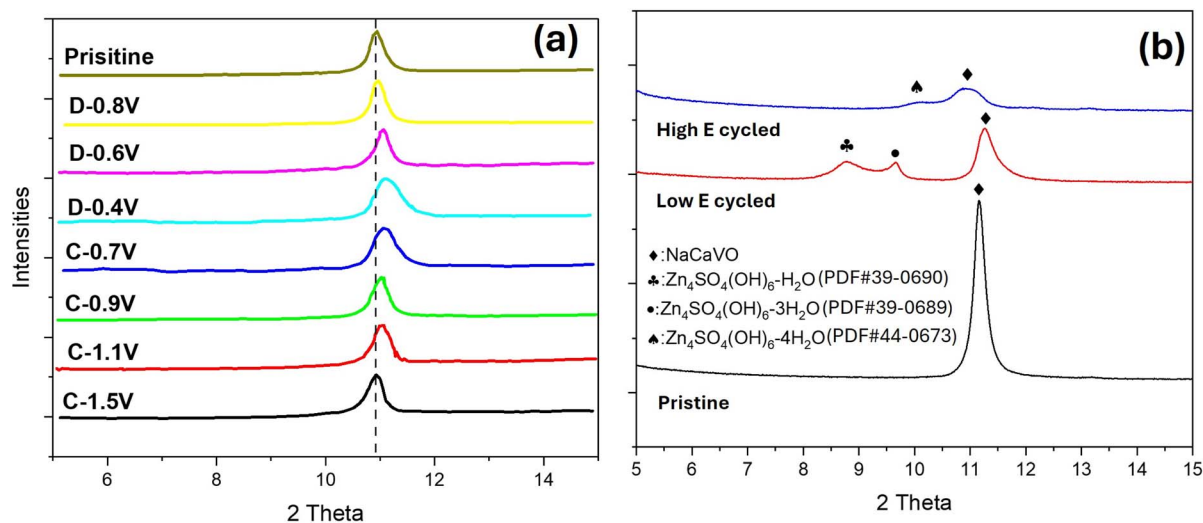 (a)
Prisitine
D-0.8V
D-0.6V
D-0.4V
C-0.7V
C-0.9V
C-1.1V
C-1.5V
Intensities
6 8 10 12 14
2 Theta
(b)
♠ ♦
High E cycled
♣ ● ♦
Low E cycled
♦
♦:NaCaVO
♣:Zn₄SO₄(OH)₆-H₂O(PDF#39-0690)
●:Zn₄SO₄(OH)₆-3H₂O(PDF#39-0689)
♠:Zn₄SO₄(OH)₆-4H₂O(PDF#44-0673)
Pristine
5 6 7 8 9 10 11 12 13 14 15
2 Theta